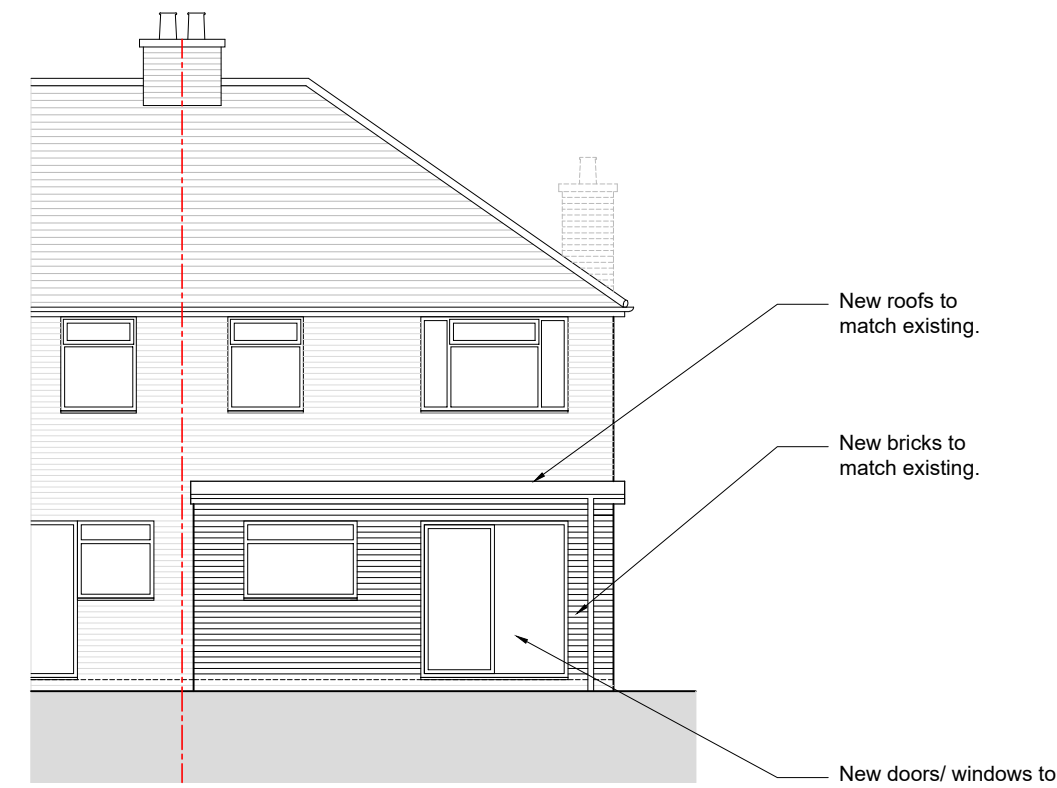 New roofs to
match existing.
New bricks to
match existing.
New doors/ windows to